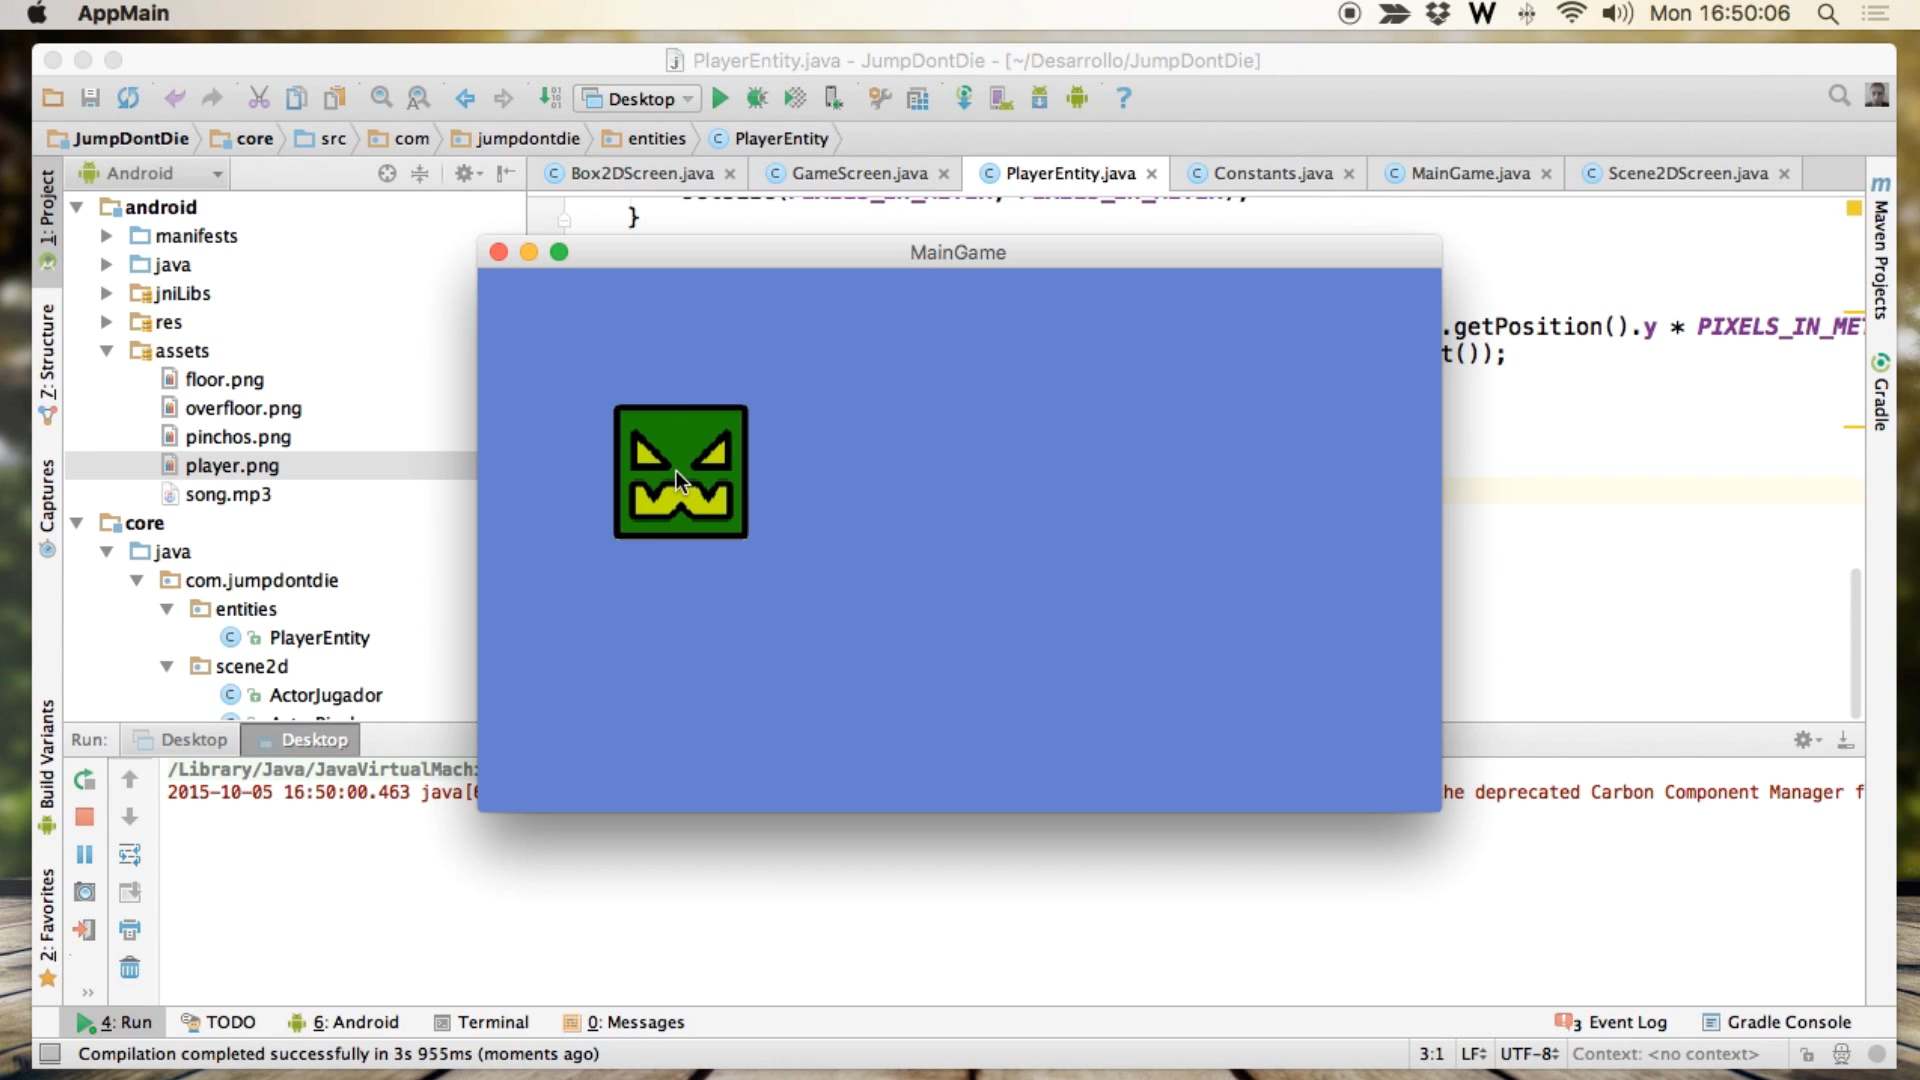 AppMain
W
Mon 16:50:06
PlayerEntity.java - JumpDontDie - [~/Desarrollo/JumpDontDie]
Desktop
?
JumpDontDie core src com jumpdontdie entities PlayerEntity
Android
Box2DScreen.java
GameScreen.java
PlayerEntity.java
Constants.java
MainGame.java
Scene2DScreen.java
1: Project
Z: Structure
Captures
Build Variants
2: Favorites
android
manifests
java
jniLibs
res
assets
floor.png
overfloor.png
pinchos.png
player.png
song.mp3
core
java
com.jumpdontdie
entities
PlayerEntity
scene2d
ActorJugador
}
MainGame
.getPosition().y * PIXELS_IN_MET
t());
Maven Projects
Gradle
Run: Desktop Desktop
/Library/Java/JavaVirtualMachi
2015-10-05 16:50:00.463 java[6
he deprecated Carbon Component Manager f
4: Run TODO 6: Android Terminal 0: Messages
3 Event Log Gradle Console
Compilation completed successfully in 3s 955ms (moments ago)
3:1 LF UTF-8 Context: <no context>